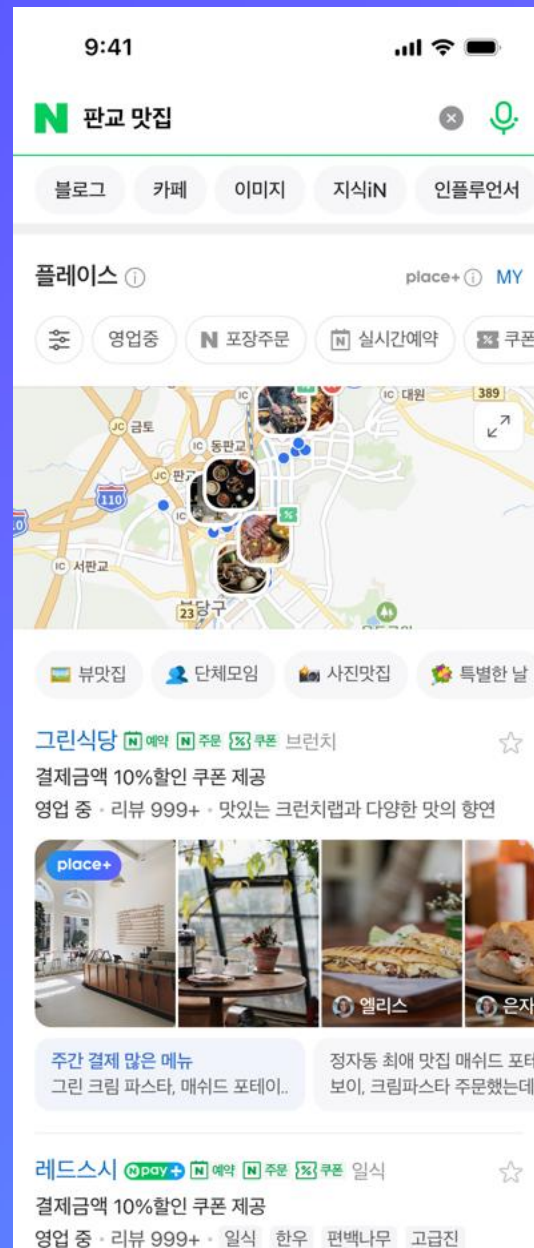 9:41
N 판교 맛집
블로그 카페 이미지 지식iN 인플루언서
플레이스 place+ MY
영업중 N 포장주문 N 실시간예약 쿠폰
IC IC 대원 389
JC 금토
IC 동판교
JC 판교
110
IC
IC 서판교
23 분당구
뷰맛집 단체모임 사진맛집 특별한 날
그린식당 N 예약 N 주문 쿠폰 브런치
결제금액 10%할인 쿠폰 제공
영업 중 · 리뷰 999+ · 맛있는 크런치랩과 다양한 맛의 향연
place+
엘리스 은자
주간 결제 많은 메뉴
그린 크림 파스타, 매쉬드 포테이..
정자동 최애 맛집 매쉬드 포테
보이, 크림파스타 주문했는데
레드스시 N pay + N 예약 N 주문 쿠폰 일식
결제금액 10%할인 쿠폰 제공
영업 중 · 리뷰 999+ · 일식 한우 편백나무 고급진